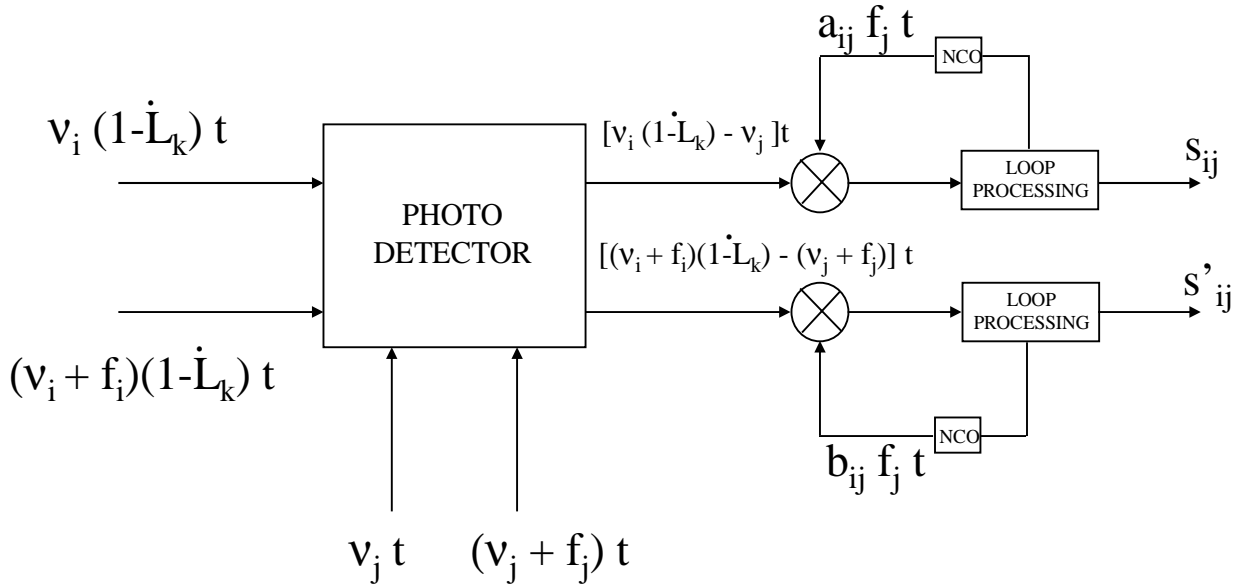 a_ij f_j t
NCO
ν_i (1-L̇_k) t
[ν_i (1-L̇_k) - ν_j ]t
s_ij
LOOP
PROCESSING
PHOTO
DETECTOR
[(ν_i + f_i)(1-L̇_k) - (ν_j + f_j)] t
s’_ij
LOOP
PROCESSING
(ν_i + f_i)(1-L̇_k) t
NCO
b_ij f_j t
ν_j t
(ν_j + f_j) t